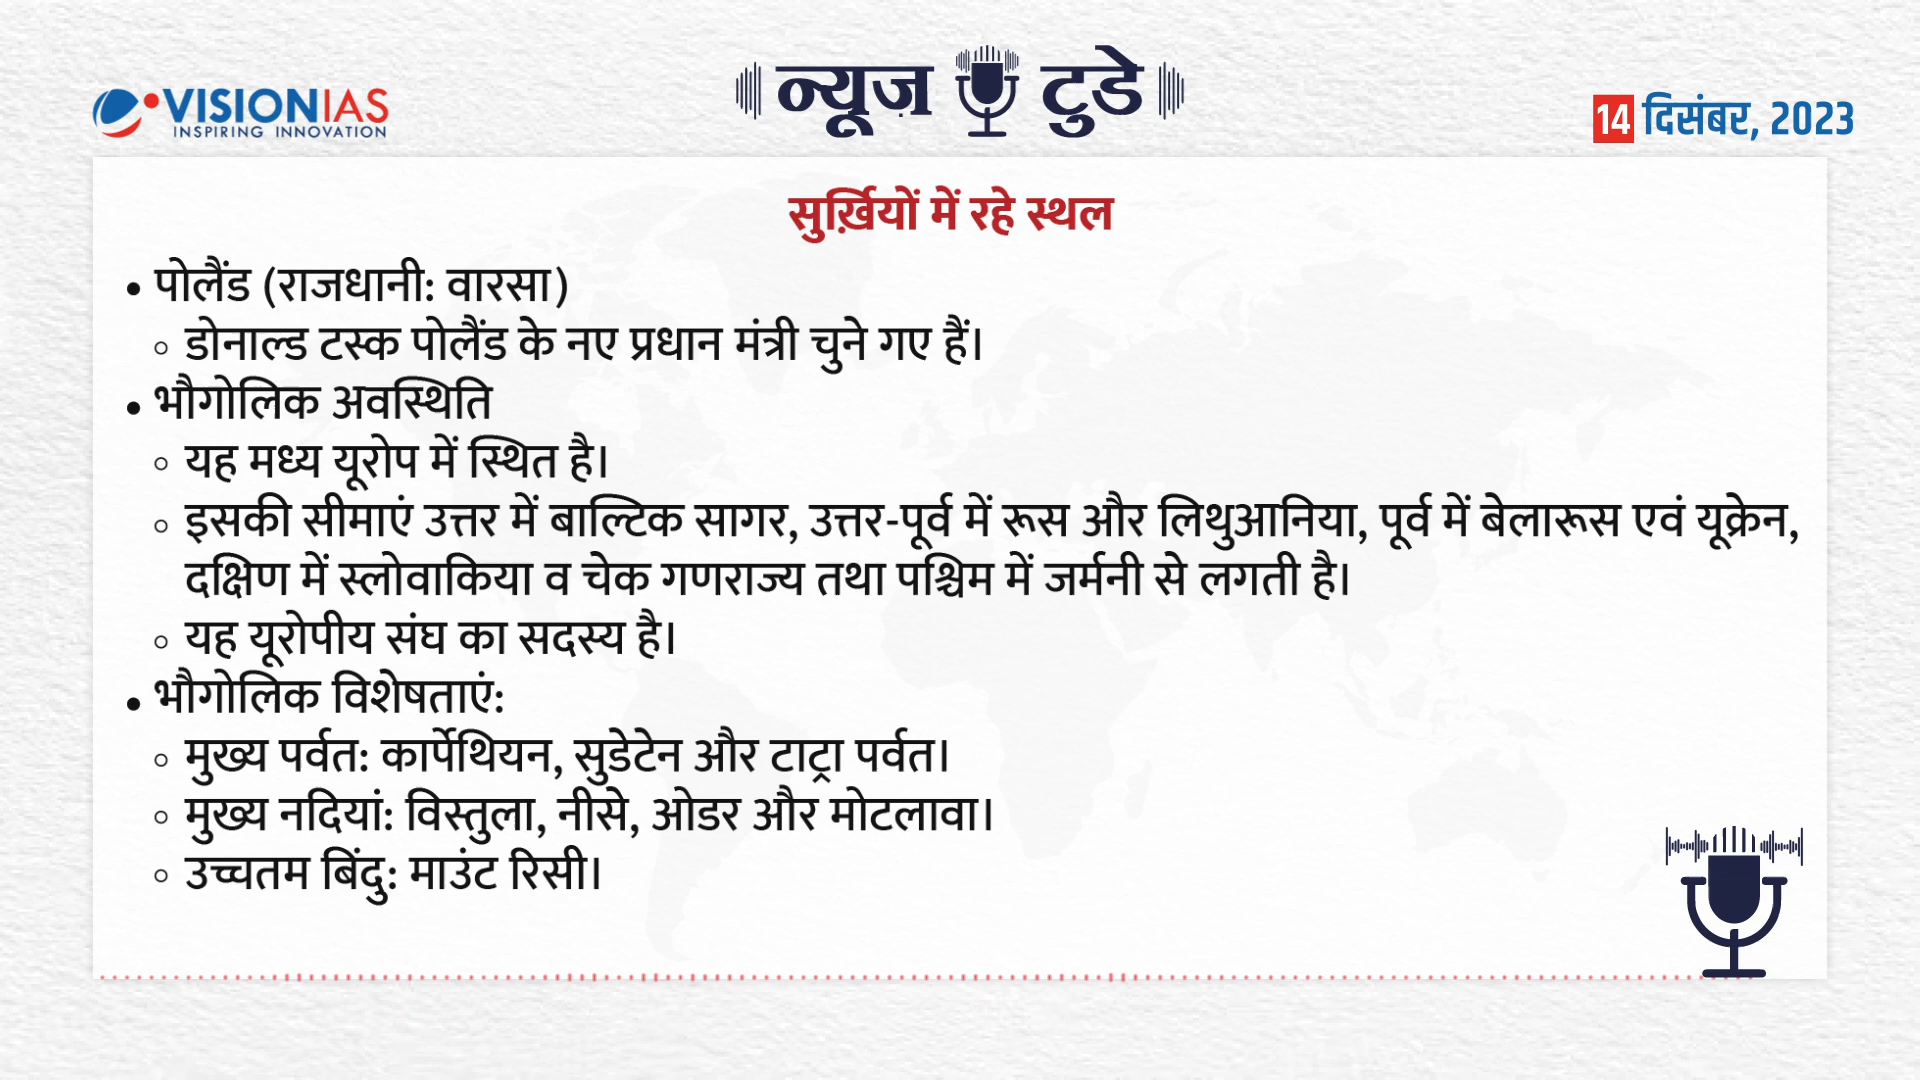 VISIONIAS
INSPIRING INNOVATION
न्यूज़ टुडे
14 दिसंबर, 2023
सुर्ख़ियों में रहे स्थल
• पोलैंड (राजधानी: वारसा)
○ डोनाल्ड टस्क पोलैंड के नए प्रधान मंत्री चुने गए हैं।
• भौगोलिक अवस्थिति
○ यह मध्य यूरोप में स्थित है।
○ इसकी सीमाएं उत्तर में बाल्टिक सागर, उत्तर-पूर्व में रूस और लिथुआनिया, पूर्व में बेलारूस एवं यूक्रेन,
दक्षिण में स्लोवाकिया व चेक गणराज्य तथा पश्चिम में जर्मनी से लगती है।
○ यह यूरोपीय संघ का सदस्य है।
• भौगोलिक विशेषताएं:
○ मुख्य पर्वत: कार्पेथियन, सुडेटेन और टाट्रा पर्वत।
○ मुख्य नदियां: विस्तुला, नीसे, ओडर और मोटलावा।
○ उच्चतम बिंदु: माउंट रिसी।